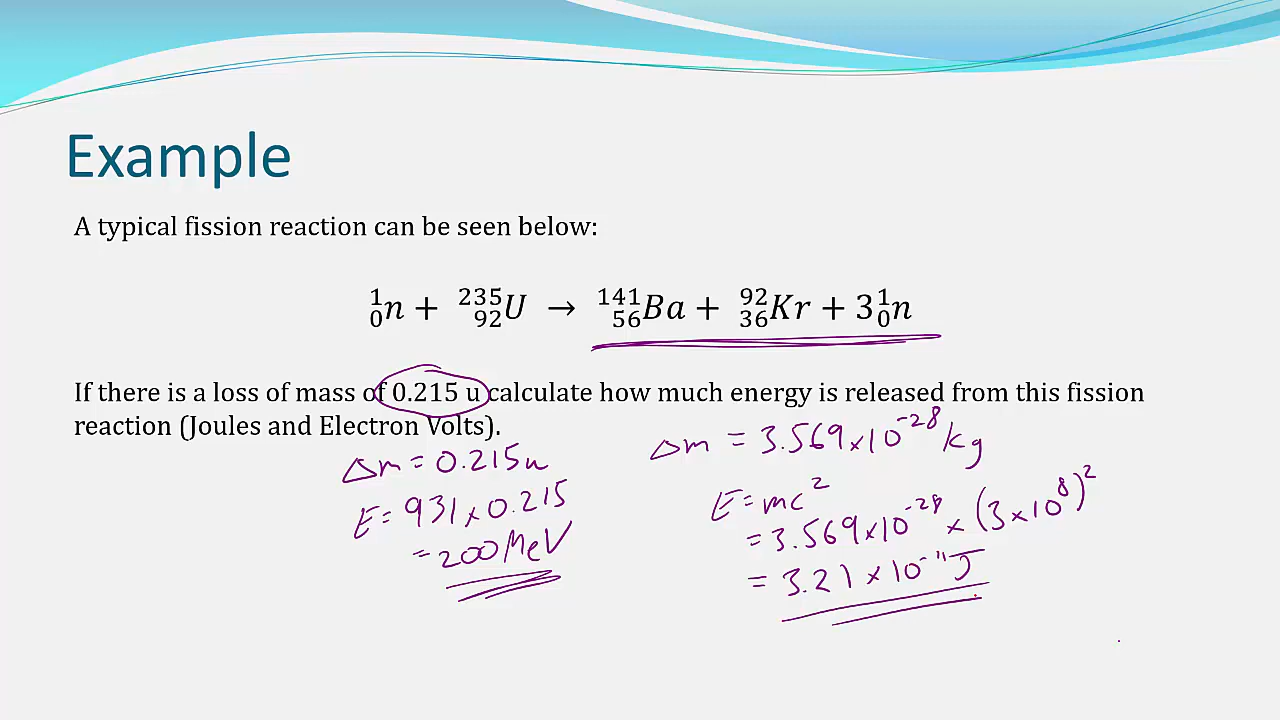 Example
A typical fission reaction can be seen below:
¹₀n + ²³⁵₉₂U → ¹⁴¹₅₆Ba + ⁹²₃₆Kr + 3¹₀n
If there is a loss of mass of 0.215 u calculate how much energy is released from this fission
reaction (Joules and Electron Volts).
Δm = 0.215u
E = 931 × 0.215
= 200 MeV
Δm = 3.569 × 10⁻²⁸ kg
E = mc²
= 3.569 × 10⁻²⁸ × (3 × 10⁸)²
= 3.21 × 10⁻¹¹ J